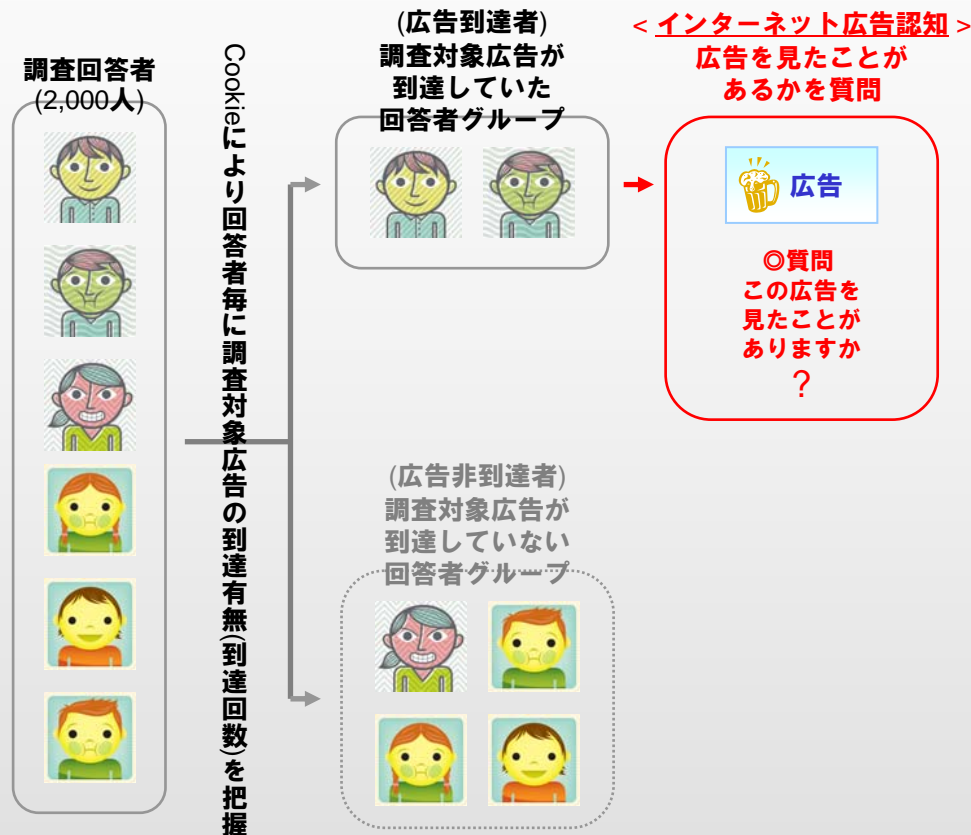 調査回答者
(2,000人)
Cookieにより回答者毎に調査対象広告の到達有無(到達回数)を把握
(広告到達者)
調査対象広告が
到達していた
回答者グループ
< インターネット広告認知 >
広告を見たことが
あるかを質問
広告
◎質問
この広告を
見たことが
ありますか
?
(広告非到達者)
調査対象広告が
到達していない
回答者グループ